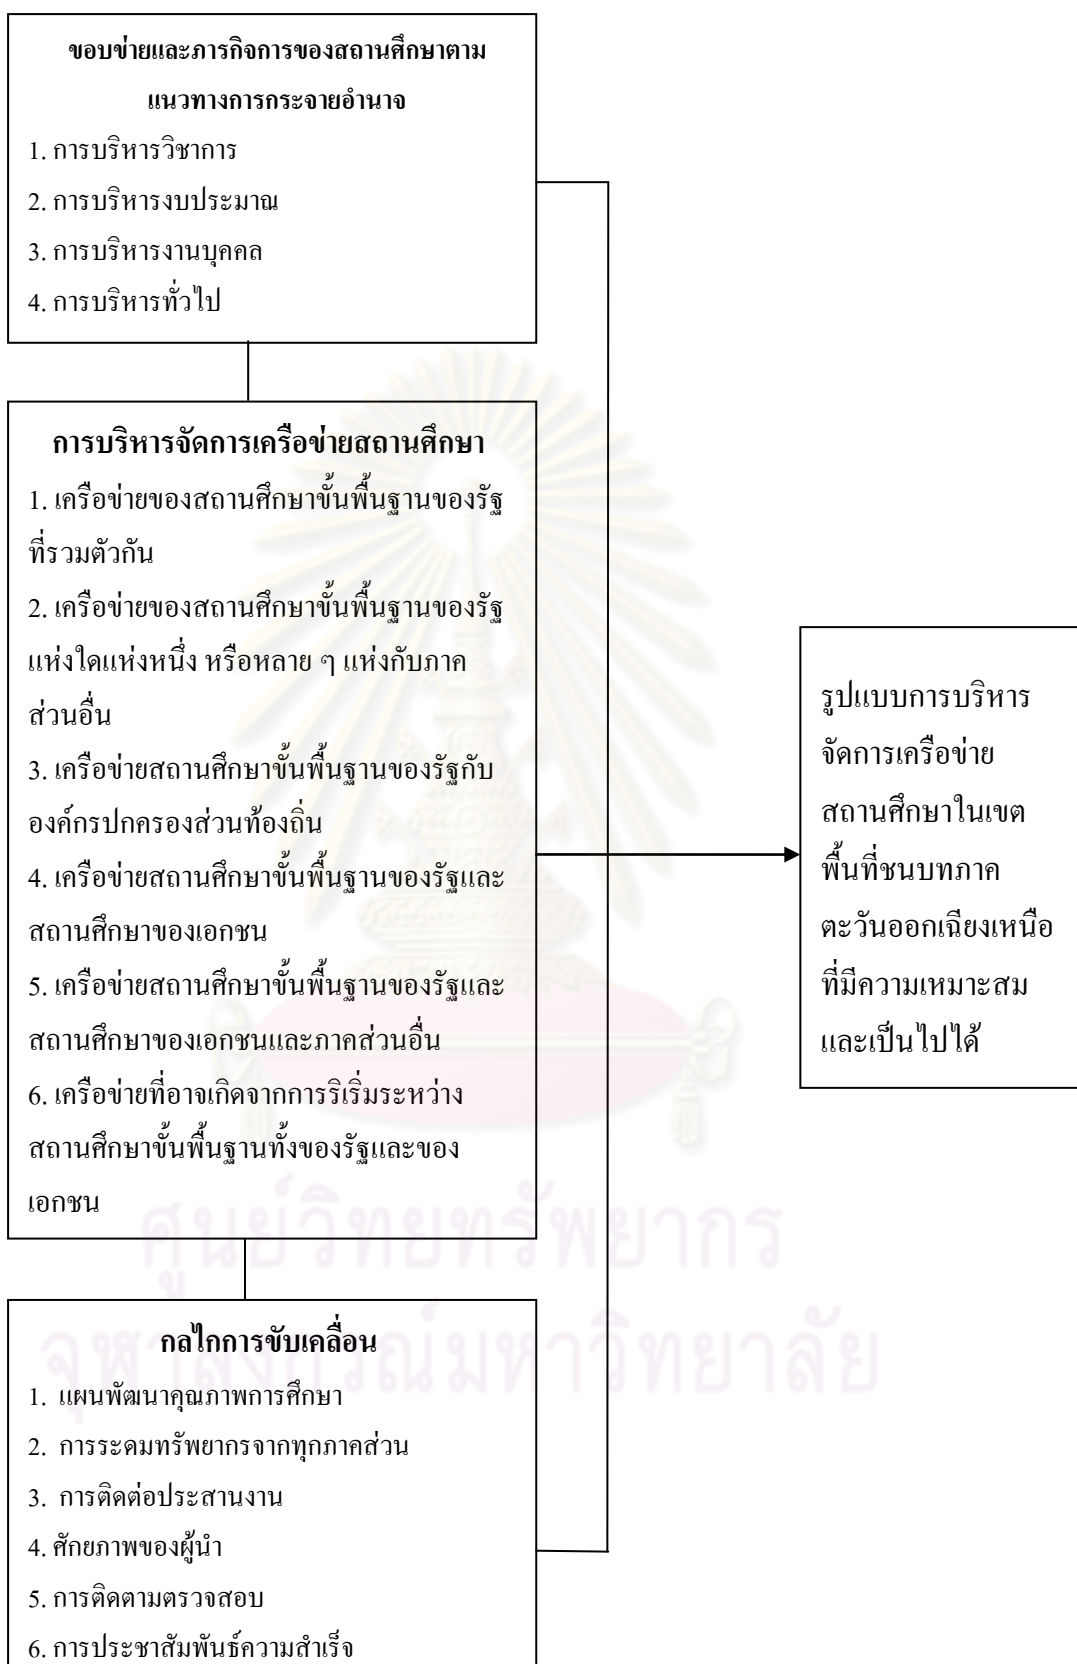 ขอบข่ายและภารกิจการของสถานศึกษาตาม
แนวทางการกระจายอำนาจ
1. การบริหารวิชาการ
2. การบริหารงบประมาณ
3. การบริหารงานบุคคล
4. การบริหารทั่วไป
การบริหารจัดการเครือข่ายสถานศึกษา
1. เครือข่ายของสถานศึกษาขั้นพื้นฐานของรัฐ
ที่รวมตัวกัน
2. เครือข่ายของสถานศึกษาขั้นพื้นฐานของรัฐ
แห่งใดแห่งหนึ่ง หรือหลาย ๆ แห่งกับภาค
ส่วนอื่น
3. เครือข่ายสถานศึกษาขั้นพื้นฐานของรัฐกับ
องค์กรปกครองส่วนท้องถิ่น
4. เครือข่ายสถานศึกษาขั้นพื้นฐานของรัฐและ
สถานศึกษาของเอกชน
5. เครือข่ายสถานศึกษาขั้นพื้นฐานของรัฐและ
สถานศึกษาของเอกชนและภาคส่วนอื่น
6. เครือข่ายที่อาจเกิดจากการริเริ่มระหว่าง
สถานศึกษาขั้นพื้นฐานทั้งของรัฐและของ
เอกชน
กลไกการขับเคลื่อน
1. แผนพัฒนาคุณภาพการศึกษา
2. การระดมทรัพยากรจากทุกภาคส่วน
3. การติดต่อประสานงาน
4. ศักยภาพของผู้นำ
5. การติดตามตรวจสอบ
6. การประชาสัมพันธ์ความสำเร็จ
รูปแบบการบริหาร
จัดการเครือข่าย
สถานศึกษาในเขต
พื้นที่ชนบทภาค
ตะวันออกเฉียงเหนือ
ที่มีความเหมาะสม
และเป็นไปได้
ศูนย์วิทยทรัพยากร
จุฬาลงกรณ์มหาวิทยาลัย